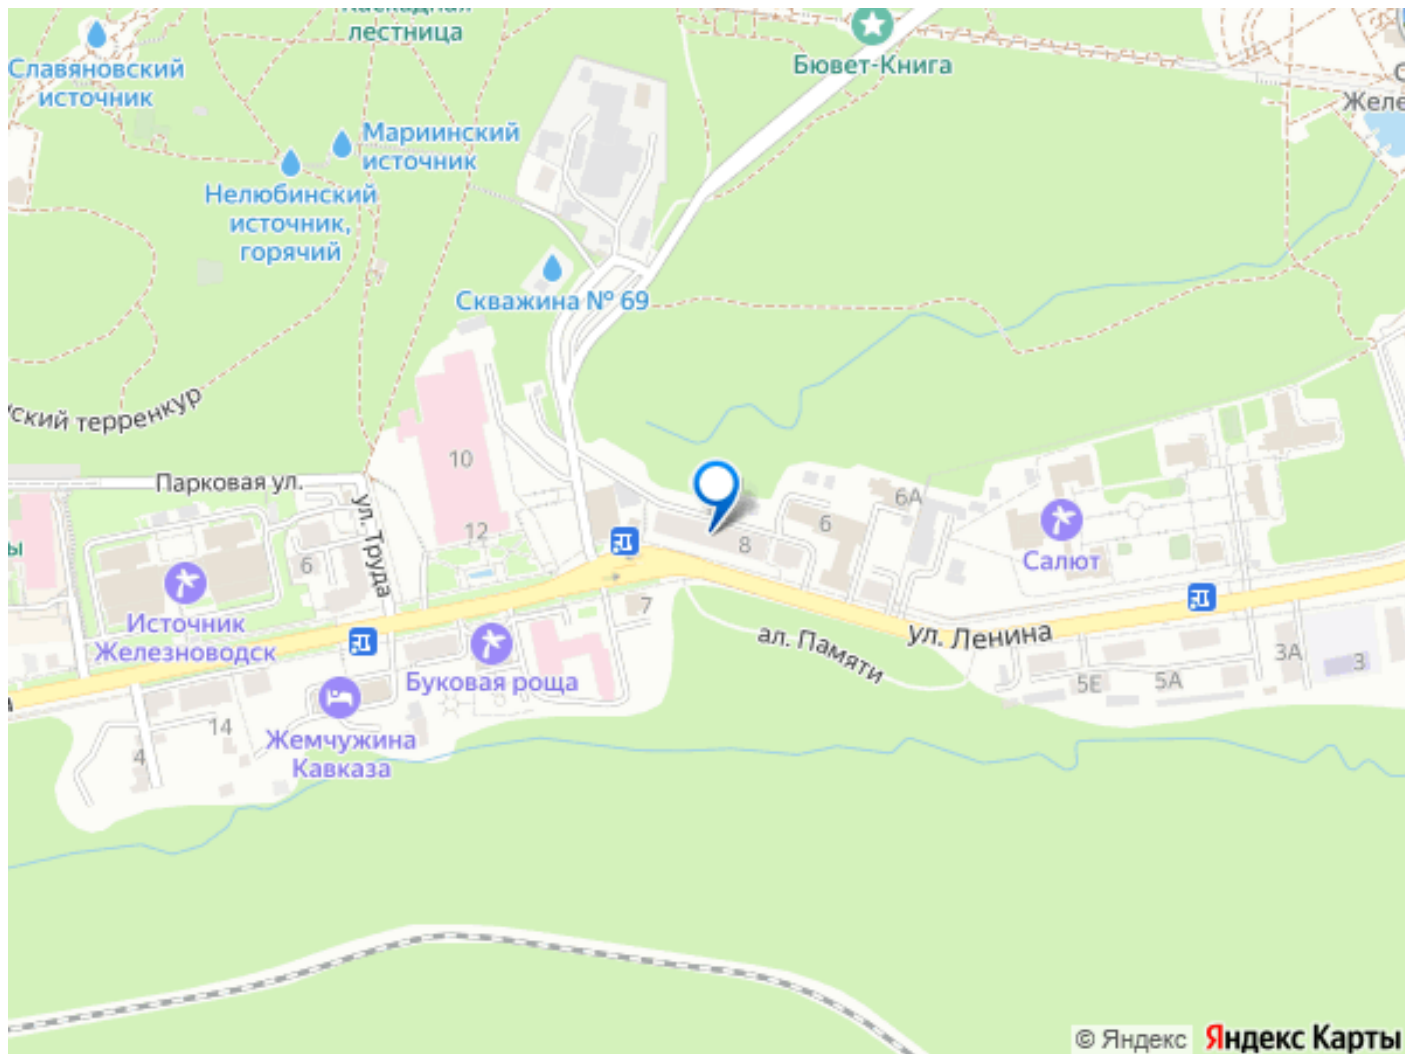 лестница
Бювет-Книга
Славяновский
источник
Мариинский
источник
Желе
Нелюбинский
источник,
горячий
Скважина № 69
ский терренкур
10
Парковая ул.
ул. Труда
12
6А
6
8
ы
Салют
6
Источник
Железноводск
7
ал. Памяти
ул. Ленина
Буковая роща
5Е
5А
3А
3
14
4
Жемчужина
Кавказа
© Яндекс
Яндекс Карты